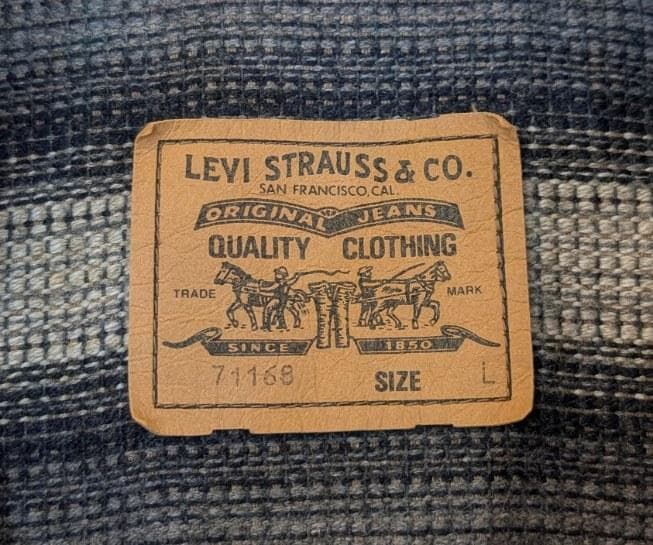 LEVI STRAUSS & CO.
SAN FRANCISCO, CAL.
ORIGINAL JEANS
QUALITY CLOTHING
TRADE MARK
SINCE 1850
71168 SIZE L